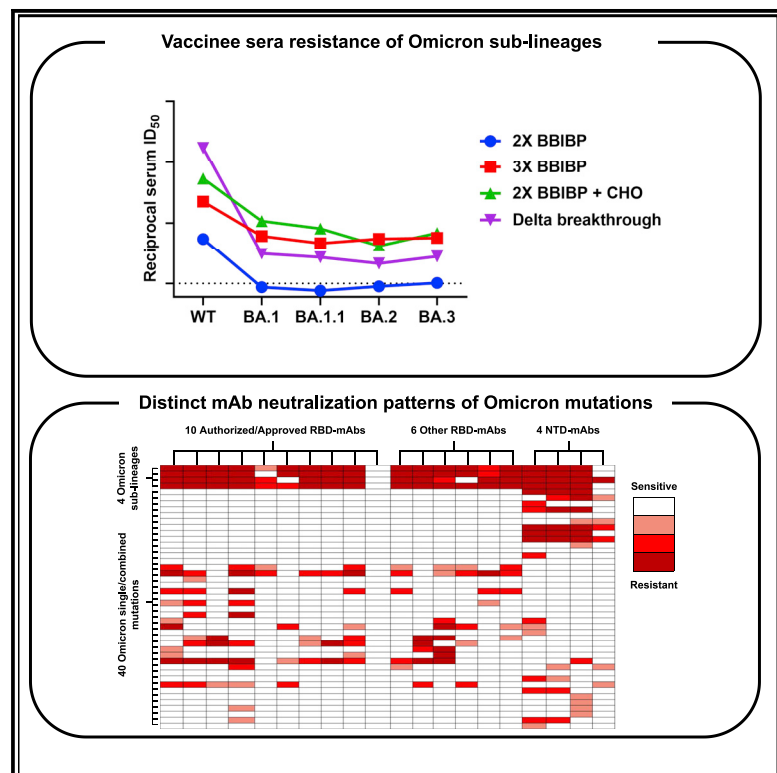 Vaccinee sera resistance of Omicron sub-lineages
Reciprocal serum ID50
2X BBIBP
3X BBIBP
2X BBIBP + CHO
Delta breakthrough
WT BA.1 BA.1.1 BA.2 BA.3
Distinct mAb neutralization patterns of Omicron mutations
10 Authorized/Approved RBD-mAbs 6 Other RBD-mAbs 4 NTD-mAbs
4 Omicron
sub-lineages
40 Omicron single/combined
mutations
Sensitive
Resistant